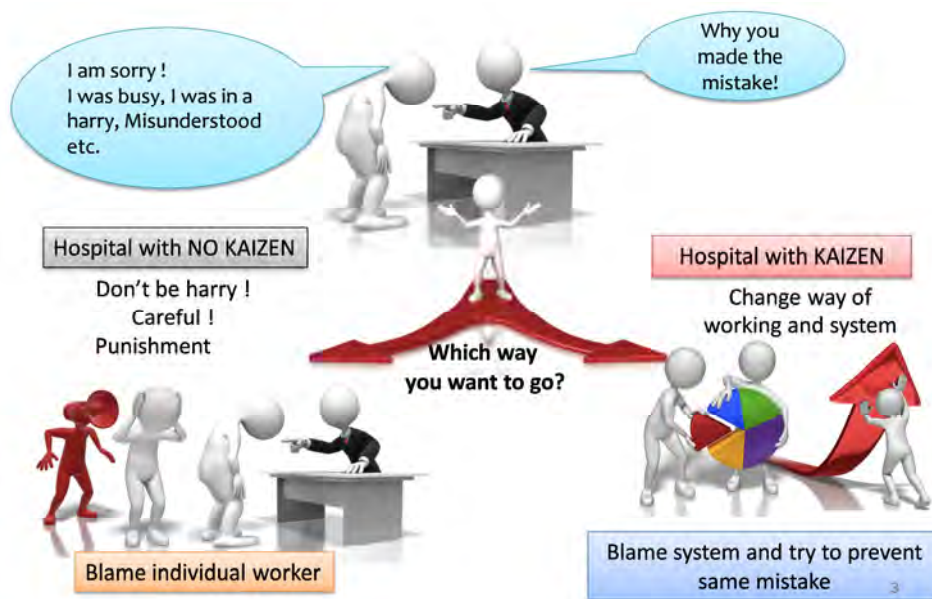 I am sorry !
I was busy, I was in a
harry, Misunderstood
etc.
Why you
made the
mistake!
Hospital with NO KAIZEN
Don't be harry !
Careful !
Punishment
Which way
you want to go?
Hospital with KAIZEN
Change way of
working and system
Blame individual worker
Blame system and try to prevent
same mistake
3